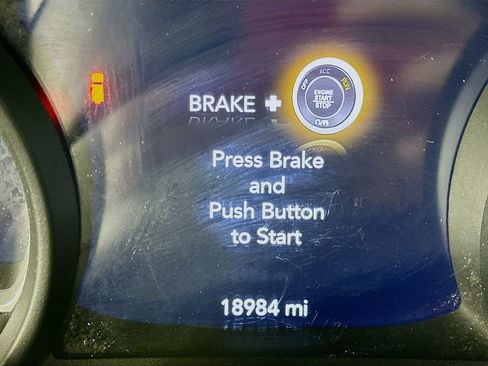 OFF ACC RUN
BRAKE + ENGINE
START
STOP
Press Brake
and
Push Button
to Start
18984 mi